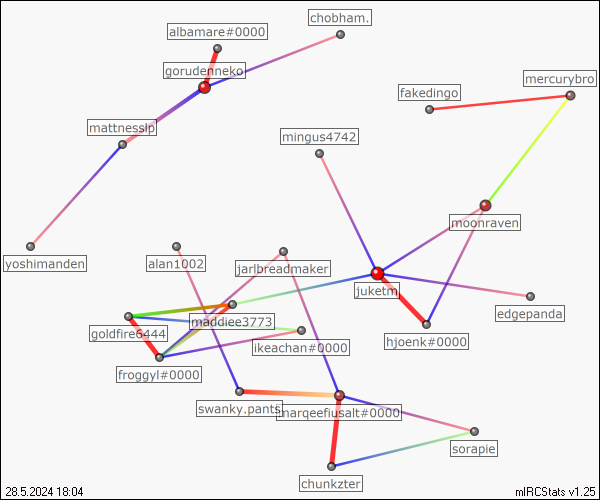 chobham.
albamare#0000
gorudenneko
mercurybro
fakedingo
mattnesslp
mingus4742
moonraven
yoshimanden
alan1002
jarlbreadmaker
juketm
edgepanda
maddiee3773
goldfire6444
hjoenk#0000
ikeachan#0000
froggyl#0000
swanky.pants
marqeefiusalt#0000
sorapie
chunkzter
28.5.2024 18:04
mIRCStats v1.25